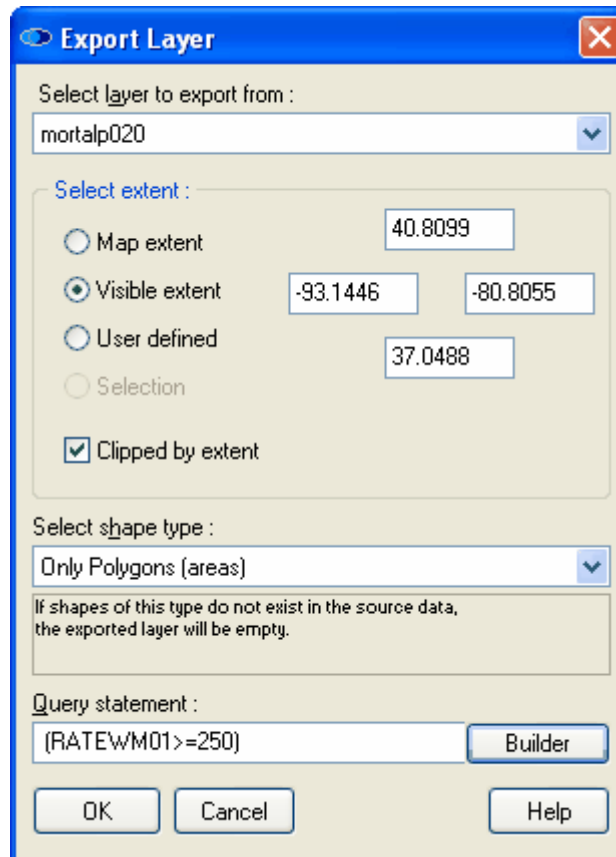 Export Layer
Select layer to export from :
mortalp020
Select extent :
Map extent
40.8099
Visible extent
-93.1446
-80.8055
User defined
37.0488
Selection
Clipped by extent
Select shape type :
Only Polygons (areas)
If shapes of this type do not exist in the source data,
the exported layer will be empty.
Query statement :
(RATEWM01>=250)
Builder
OK
Cancel
Help